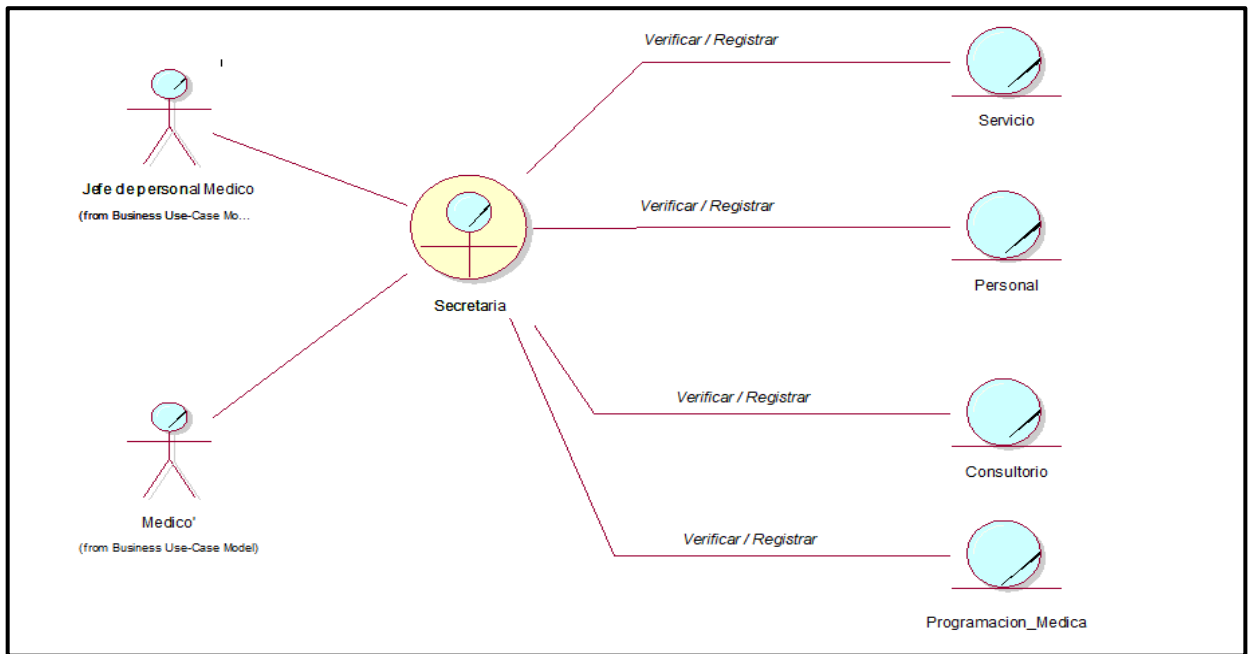 Verificar / Registrar
Servicio
Jefe de personal Medico
(from Business Use-Case Mo...
Verificar / Registrar
Personal
Secretaria
Verificar / Registrar
Consultorio
Medico'
(from Business Use-Case Model)
Verificar / Registrar
Programacion_Medica